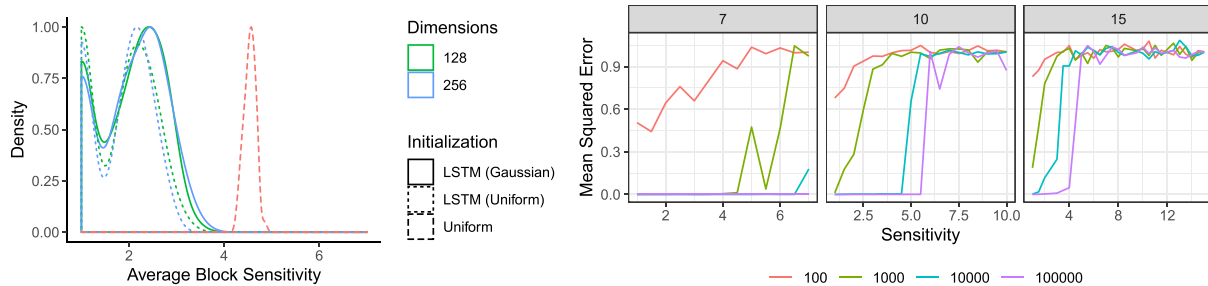 1.00
0.75
0.50
0.25
0.00
Density
2 4 6
Average Block Sensitivity
Dimensions
128
256
Initialization
LSTM (Gaussian)
LSTM (Uniform)
Uniform
7 10 15
0.9
0.6
0.3
0.0
Mean Squared Error
2 4 6 2.5 5.0 7.5 10.0 4 8 12
Sensitivity
100 1000 10000 100000